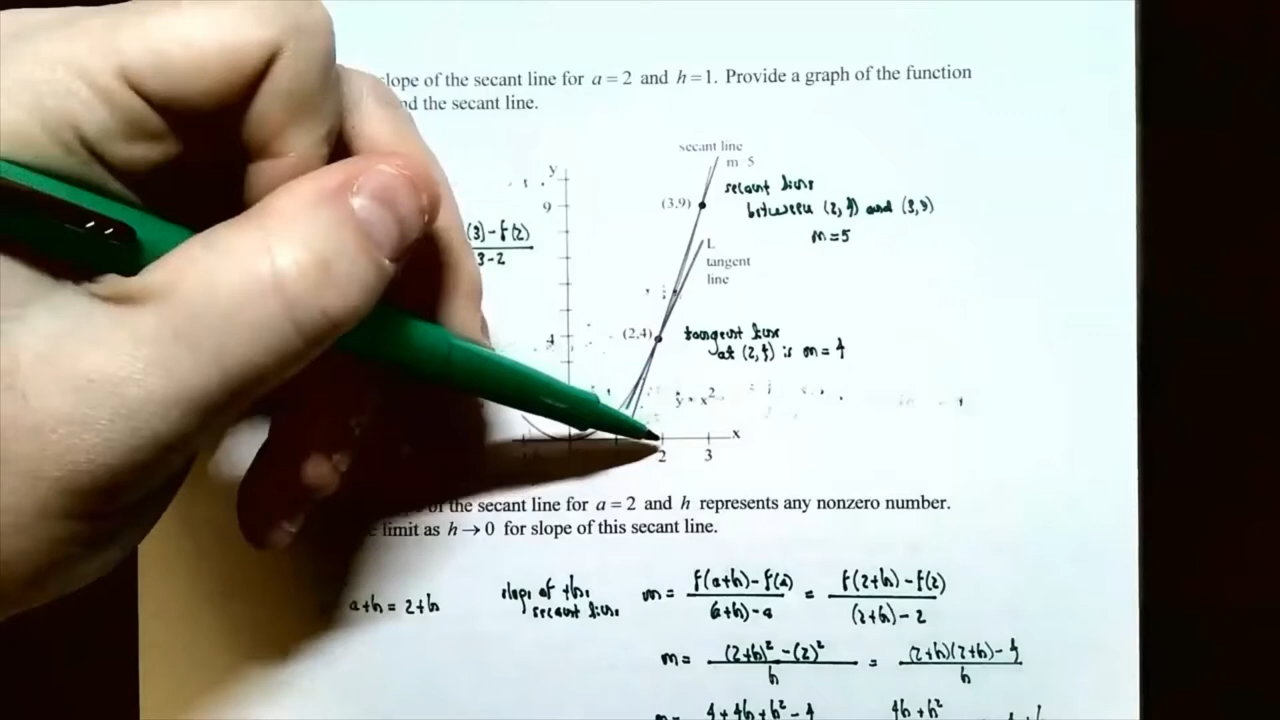 slope of the secant line for a = 2 and h = 1. Provide a graph of the function
nd the secant line.
secant line
m 5
y
secant line
between (2,4) and (3,9)
m=5
(3,9)
9
(3) - f(2)
3-2
L
tangent
line
(2,4)
4
tangent line
at (2,4) is m = 4
y = x²
x
2 3
of the secant line for a = 2 and h represents any nonzero number.
limit as h → 0 for slope of this secant line.
a+h = 2+h
slope of the
secant line
m = f(a+h) - f(a) / (a+h) - a = f(2+h) - f(2) / (2+h) - 2
m = (2+h)² - (2)² / h = (2+h)(2+h) - 4 / h
m = 4 + 4h + h² - 4 4h + h²